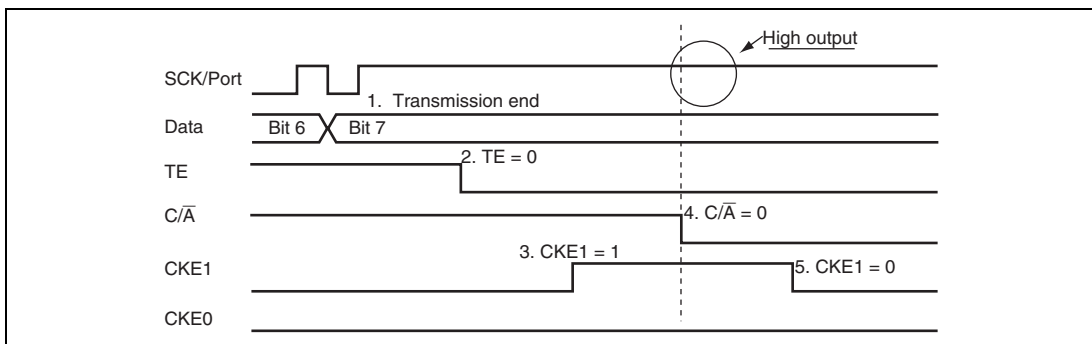 High output
SCK/Port
1. Transmission end
Data
Bit 6
Bit 7
2. TE = 0
TE
C/A̅
4. C/A̅ = 0
3. CKE1 = 1
CKE1
5. CKE1 = 0
CKE0